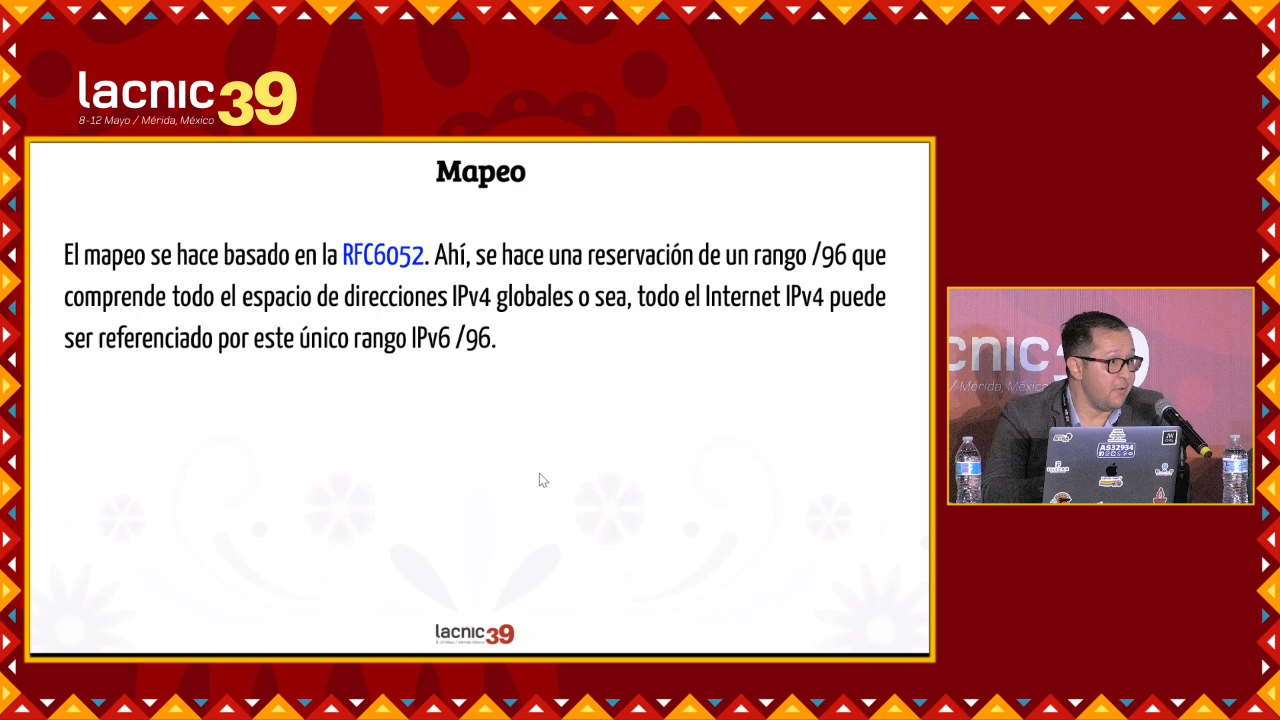 lacnic39
8-12 Mayo / Mérida, México
Mapeo
El mapeo se hace basado en la RFC6052. Ahí, se hace una reservación de un rango /96 que
comprende todo el espacio de direcciones IPv4 globales o sea, todo el Internet IPv4 puede
ser referenciado por este único rango IPv6 /96.
lacnic39
cnic
/ Mérida, México
AS32934